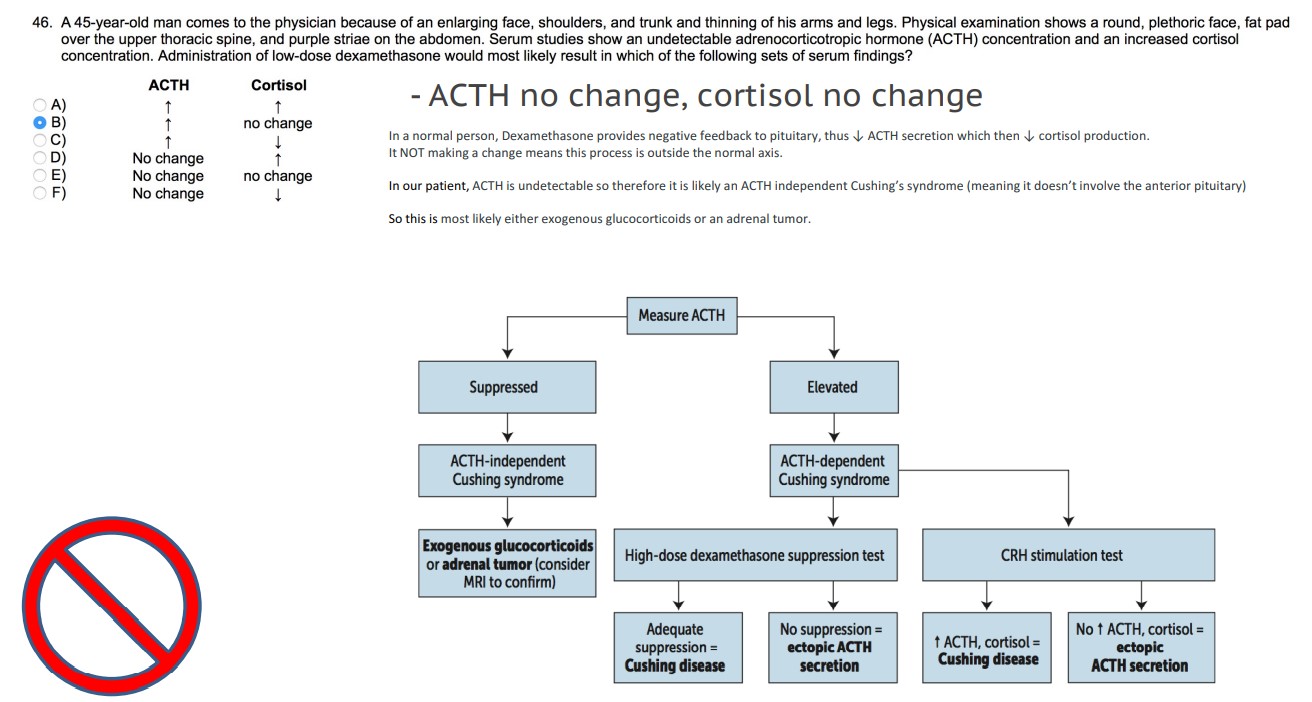 46. A 45-year-old man comes to the physician because of an enlarging face, shoulders, and trunk and thinning of his arms and legs. Physical examination shows a round, plethoric face, fat pad
over the upper thoracic spine, and purple striae on the abdomen. Serum studies show an undetectable adrenocorticotropic hormone (ACTH) concentration and an increased cortisol
concentration. Administration of low-dose dexamethasone would most likely result in which of the following sets of serum findings?
ACTH Cortisol
A) ↑ ↑
B) ↑ no change
C) ↑ ↓
D) No change ↑
E) No change no change
F) No change ↓
- ACTH no change, cortisol no change
In a normal person, Dexamethasone provides negative feedback to pituitary, thus ↓ ACTH secretion which then ↓ cortisol production.
It NOT making a change means this process is outside the normal axis.
In our patient, ACTH is undetectable so therefore it is likely an ACTH independent Cushing's syndrome (meaning it doesn't involve the anterior pituitary)
So this is most likely either exogenous glucocorticoids or an adrenal tumor.
Measure ACTH
Suppressed
Elevated
ACTH-independent
Cushing syndrome
ACTH-dependent
Cushing syndrome
Exogenous glucocorticoids
or adrenal tumor (consider
MRI to confirm)
High-dose dexamethasone suppression test
CRH stimulation test
Adequate
suppression =
Cushing disease
No suppression =
ectopic ACTH
secretion
↑ ACTH, cortisol =
Cushing disease
No ↑ ACTH, cortisol =
ectopic
ACTH secretion